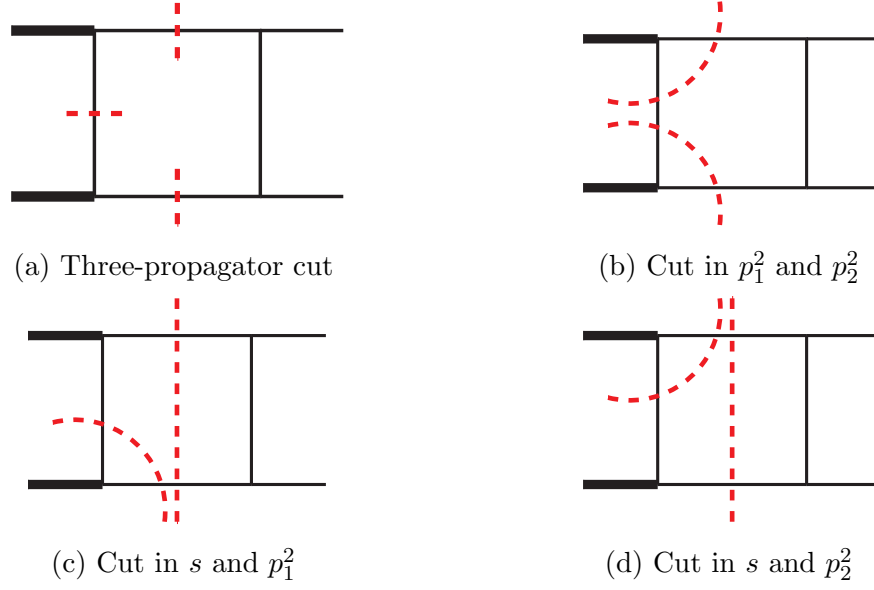 (a) Three-propagator cut
(b) Cut in $p_1^2$ and $p_2^2$
(c) Cut in $s$ and $p_1^2$
(d) Cut in $s$ and $p_2^2$